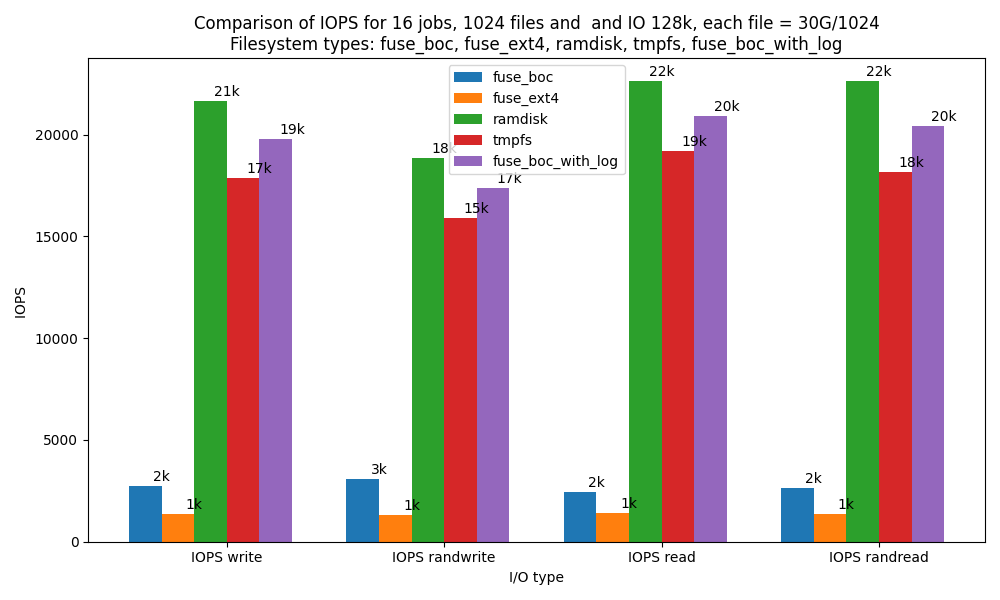 Comparison of IOPS for 16 jobs, 1024 files and  and IO 128k, each file = 30G/1024
Filesystem types: fuse_boc, fuse_ext4, ramdisk, tmpfs, fuse_boc_with_log
fuse_boc
fuse_ext4
ramdisk
tmpfs
fuse_boc_with_log
IOPS
20000
15000
10000
5000
0
2k
1k
21k
17k
19k
3k
1k
18k
15k
17k
2k
1k
22k
19k
20k
2k
1k
22k
18k
20k
IOPS write
IOPS randwrite
IOPS read
IOPS randread
I/O type